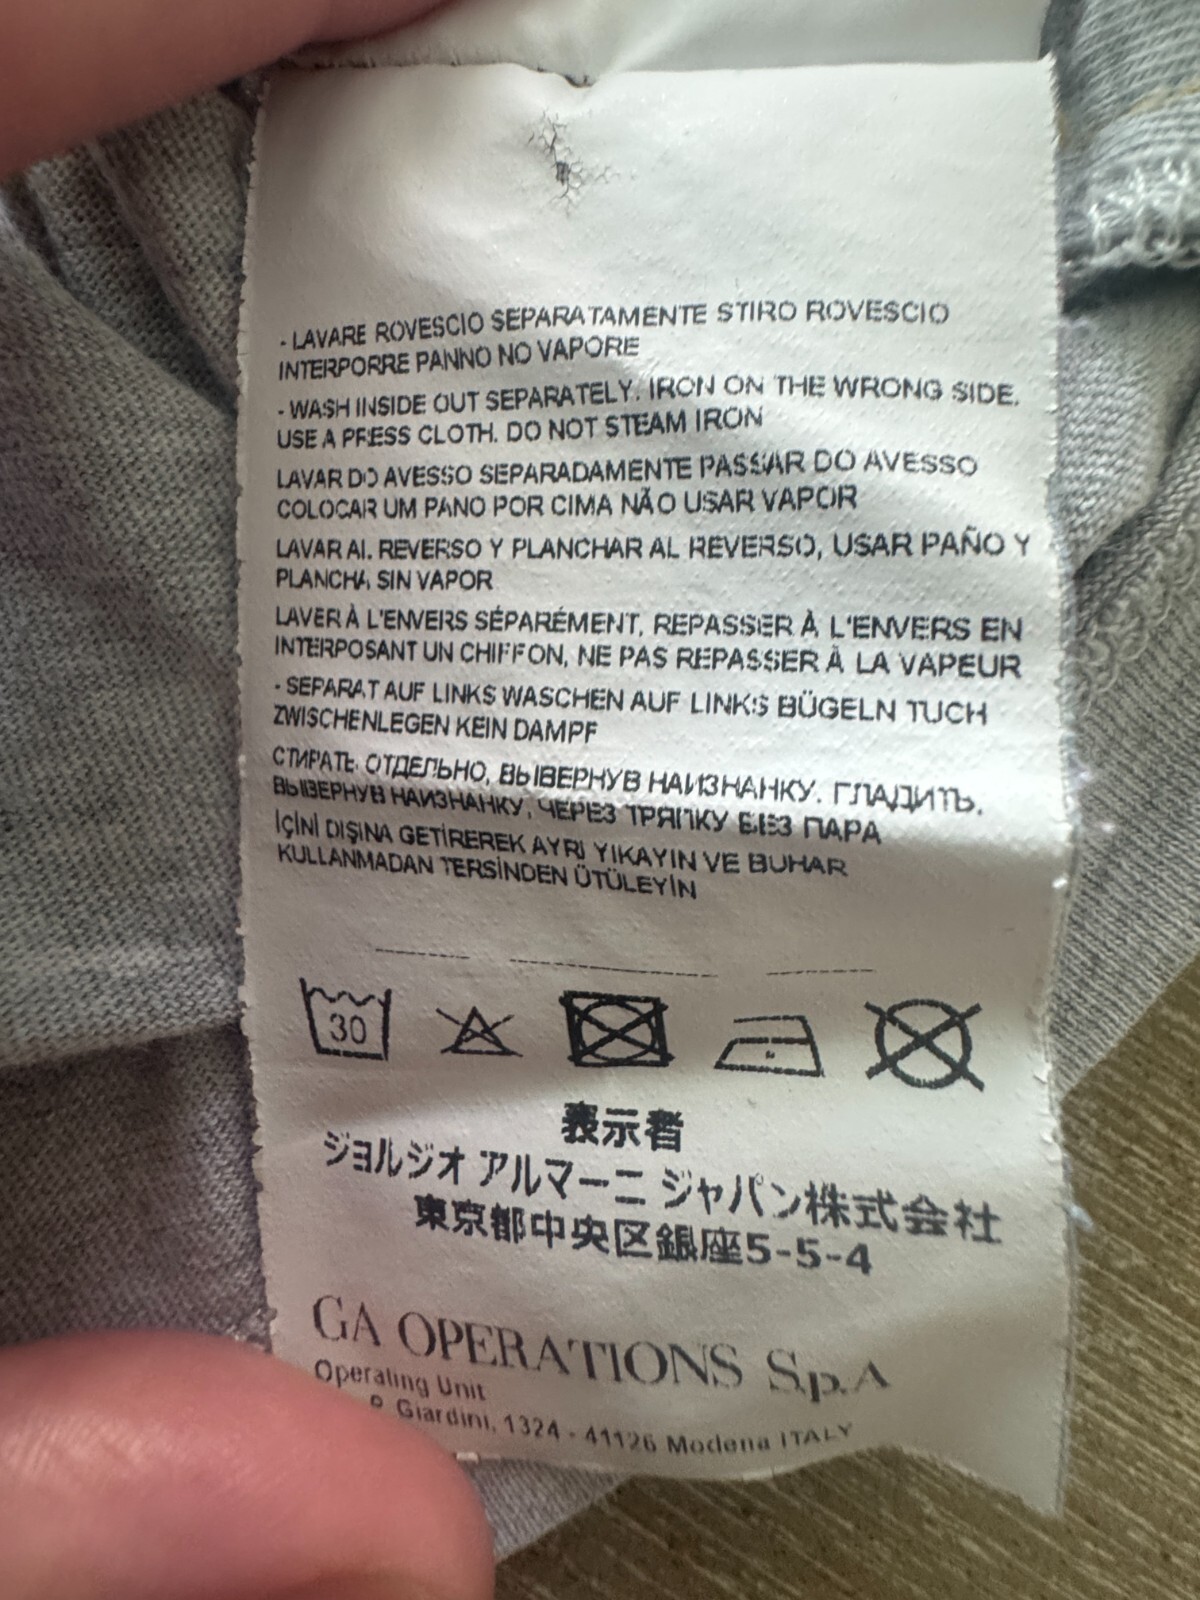 - LAVARE ROVESCIO SEPARATAMENTE STIRO ROVESCIO
INTERPORRE PANNO NO VAPORE
- WASH INSIDE OUT SEPARATELY. IRON ON THE WRONG SIDE.
USE A PRESS CLOTH. DO NOT STEAM IRON
LAVAR DO AVESSO SEPARADAMENTE PASSAR DO AVESSO
COLOCAR UM PANO POR CIMA NÃO USAR VAPOR
LAVAR AL REVERSO Y PLANCHAR AL REVERSO, USAR PAÑO Y
PLANCHA SIN VAPOR
LAVER À L'ENVERS SÉPARÉMENT, REPASSER À L'ENVERS EN
INTERPOSANT UN CHIFFON, NE PAS REPASSER À LA VAPEUR
- SEPARAT AUF LINKS WASCHEN AUF LINKS BÜGELN TUCH
ZWISCHENLEGEN KEIN DAMPF
СТИРАТЬ ОТДЕЛЬНО, ВЫВЕРНУВ НАИЗНАНКУ. ГЛАДИТЬ,
ВЫВЕРНУВ НАИЗНАНКУ, ЧЕРЕЗ ТРЯПКУ БЕЗ ПАРА
İÇİNİ DIŞINA GETİREREK AYRI YIKAYIN VE BUHAR
KULLANMADAN TERSİNDEN ÜTÜLEYİN
30
表示者
ジョルジオ アルマーニ ジャパン株式会社
東京都中央区銀座5-5-4
GA OPERATIONS S.p.A
Operating Unit
Giardini, 1324 - 41126 Modena ITALY